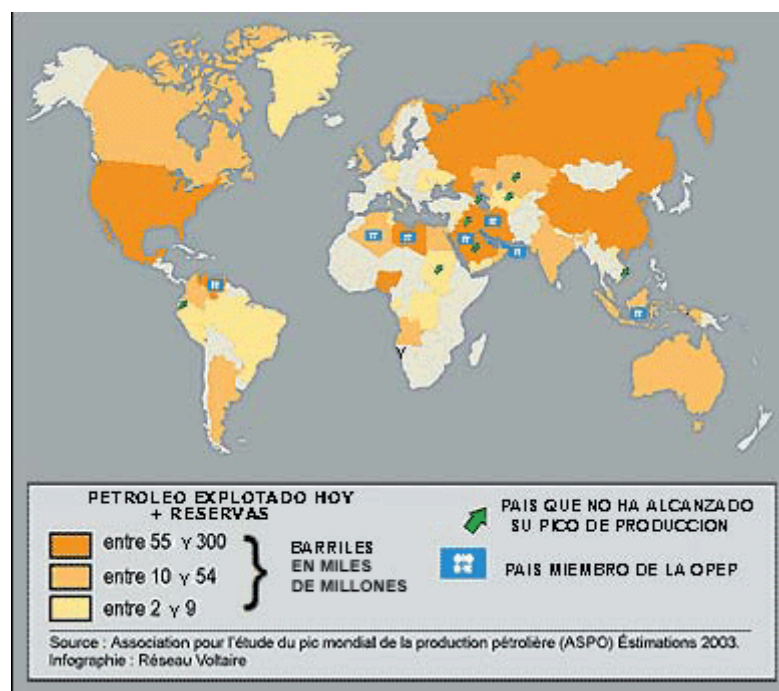 PETROLEO EXPLOTADO HOY
+ RESERVAS
entre 55 y 300
entre 10 y 54
entre 2 y 9
BARRILES
EN MILES
DE MILLONES
PAIS QUE NO HA ALCANZADO
SU PICO DE PRODUCCION
PAIS MIEMBRO DE LA OPEP
Source : Association pour l'étude du pic mondial de la production pétrolière (ASPO) Éstimations 2003.
Infographie : Réseau Voltaire